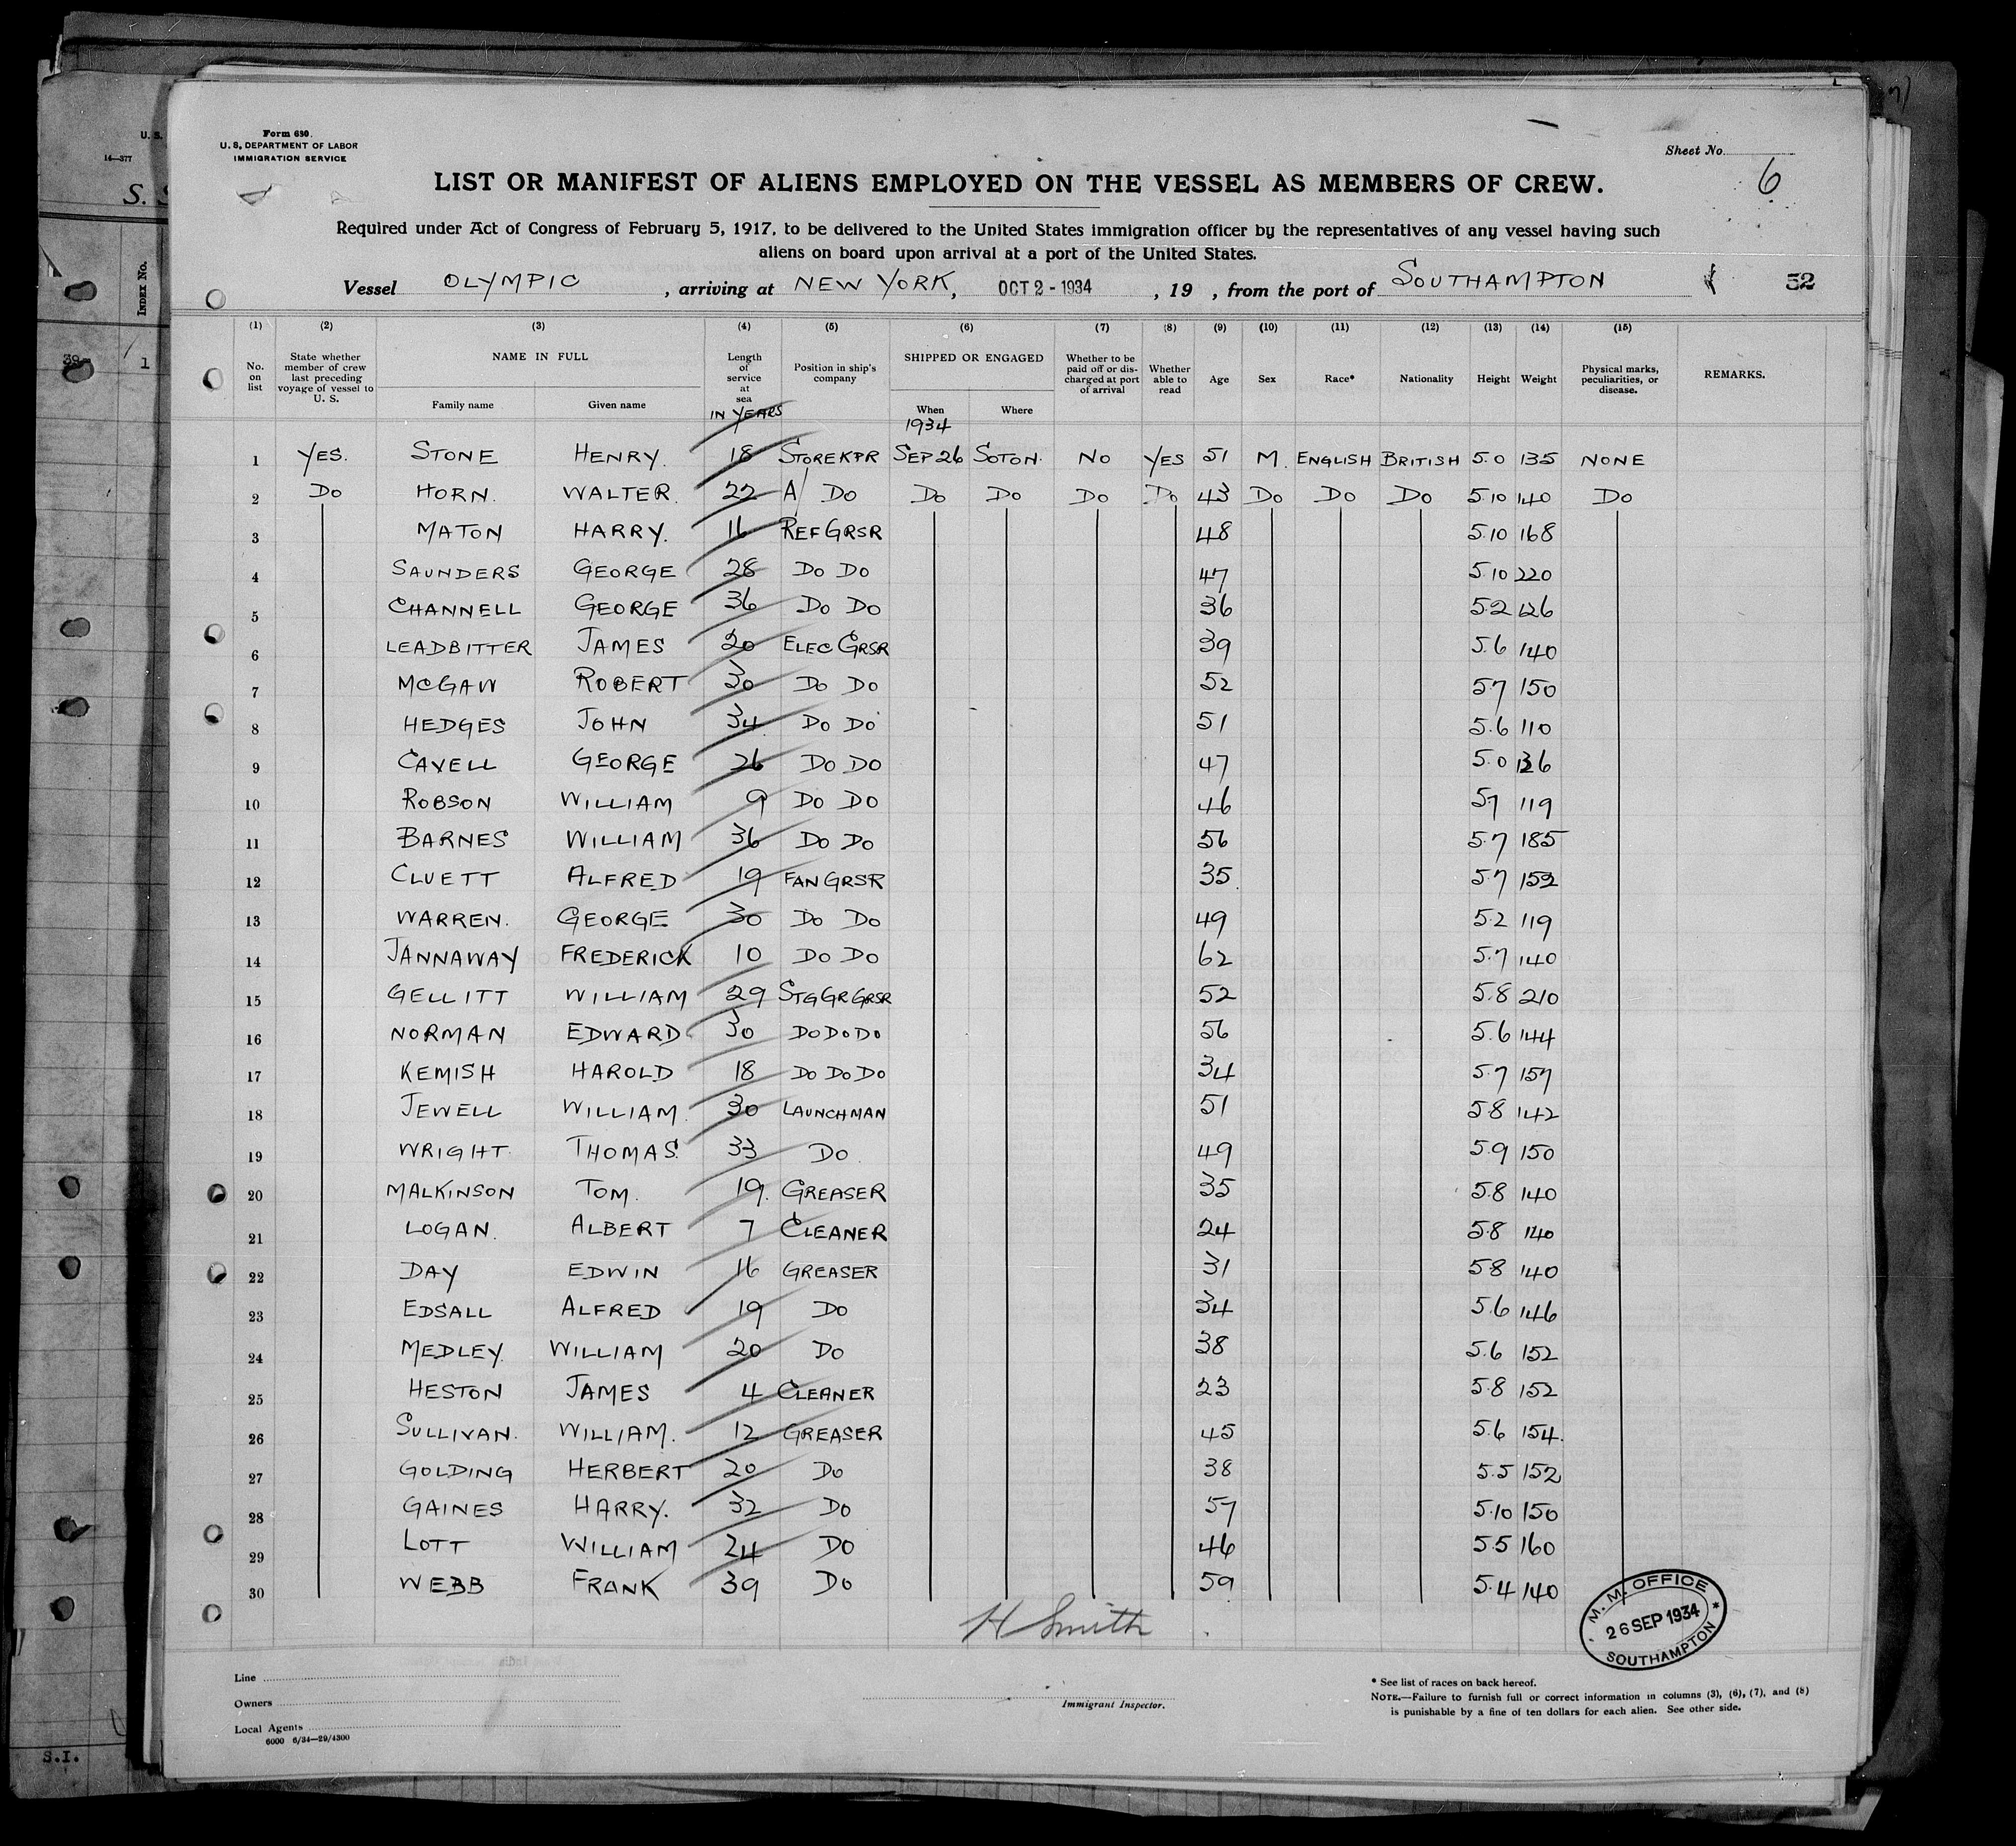 U. S.
14—377
S. S
INDEX No.
39
1
S.I.
Form 680.
U. S. DEPARTMENT OF LABOR
IMMIGRATION SERVICE
Sheet No.
6
LIST OR MANIFEST OF ALIENS EMPLOYED ON THE VESSEL AS MEMBERS OF CREW.
Required under Act of Congress of February 5, 1917, to be delivered to the United States immigration officer by the representatives of any vessel having such
aliens on board upon arrival at a port of the United States.
Vessel OLYMPIC , arriving at NEW YORK, OCT 2 - 1934 , 19 , from the port of SOUTHAMPTON 52
(1) (2) (3) (4) (5) (6) (7) (8) (9) (10) (11) (12) (13) (14) (15)
No. on list State whether member of crew last preceding voyage of vessel to U. S. NAME IN FULL Family name Given name Length of service at sea IN YEARS Position in ship's company SHIPPED OR ENGAGED When 1934 Where Whether to be paid off or discharged at port of arrival Whether able to read Age Sex Race* Nationality Height Weight Physical marks, peculiarities, or disease. REMARKS.
1 YES. STONE HENRY. 18 STOREKPR SEP 26 SOTON. NO YES 51 M. ENGLISH BRITISH 5.0 135 NONE
2 DO HORN. WALTER. 22 A/ DO DO DO DO DO 43 DO DO DO 5.10 140 DO
3 MATON HARRY. 16 REF GRSR 48 5.10 168
4 SAUNDERS GEORGE 28 DO DO 47 5.10 220
5 CHANNELL GEORGE 36 DO DO 36 5.2 126
6 LEADBITTER JAMES 20 ELEC GRSR 39 5.6 140
7 MCGAW ROBERT 30 DO DO 52 5.7 150
8 HEDGES JOHN 34 DO DO 51 5.6 110
9 CAVELL GEORGE 26 DO DO 47 5.0 136
10 ROBSON WILLIAM 9 DO DO 46 5.7 119
11 BARNES WILLIAM 36 DO DO 56 5.7 185
12 CLUETT ALFRED 19 FAN GRSR 35 5.7 152
13 WARREN. GEORGE 30 DO DO 49 5.2 119
14 JANNAWAY FREDERICK 10 DO DO 62 5.7 140
15 GELLITT WILLIAM 29 STG GR GRSR 52 5.8 210
16 NORMAN EDWARD 30 DO DO DO 56 5.6 144
17 KEMISH HAROLD 18 DO DO DO 34 5.7 157
18 JEWELL WILLIAM. 30 LAUNCHMAN 51 5.8 142
19 WRIGHT. THOMAS. 33 DO 49 5.9 150
20 MALKINSON TOM. 19. GREASER 35 5.8 140
21 LOGAN. ALBERT 7 CLEANER 24 5.8 140
22 DAY EDWIN 16 GREASER 31 5.8 140
23 EDSALL ALFRED 19 DO 34 5.6 146
24 MEDLEY. WILLIAM 20 DO 38 5.6 152
25 HESTON JAMES 4 CLEANER 23 5.8 152
26 SULLIVAN. WILLIAM. 12 GREASER 45 5.6 154.
27 GOLDING HERBERT 20 DO 38 5.5 152
28 GAINES HARRY. 32 DO 57 5.10 150
29 LOTT WILLIAM 24 DO 46 5.5 160
30 WEBB FRANK 39 DO 59 5.4 140
H Smith
M. M. OFFICE
26 SEP 1934
SOUTHAMPTON
Line
Owners
Local Agents
6000 6/34—29/4300
Immigrant Inspector.
* See list of races on back hereof.
NOTE.—Failure to furnish full or correct information in columns (3), (6), (7), and (8)
is punishable by a fine of ten dollars for each alien. See other side.